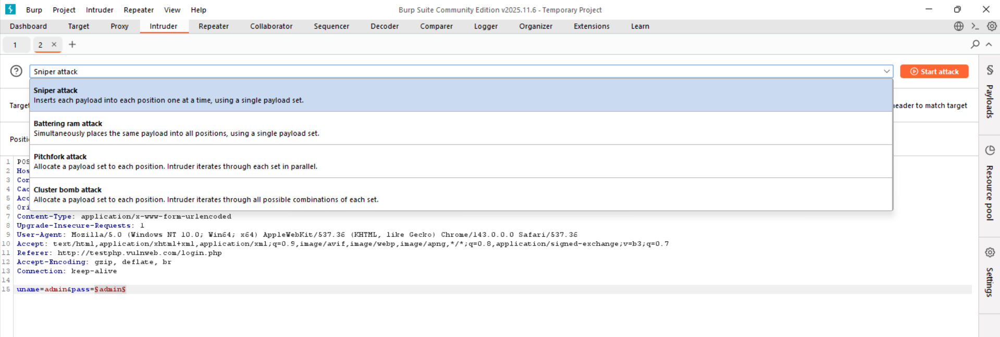 Burp Project Intruder Repeater View Help Burp Suite Community Edition v2025.11.6 - Temporary Project
Dashboard Target Proxy Intruder Repeater Collaborator Sequencer Decoder Comparer Logger Organizer Extensions Learn
1 2 × +
Sniper attack
Start attack
Sniper attack
Inserts each payload into each position one at a time, using a single payload set.
Battering ram attack
Simultaneously places the same payload into all positions, using a single payload set.
Pitchfork attack
Allocate a payload set to each position. Intruder iterates through each set in parallel.
Cluster bomb attack
Allocate a payload set to each position. Intruder iterates through all possible combinations of each set.
Targe
header to match target
Positi
1 POS
2 Hos
3 Con
4 Cac
5 Acc
6 Ori
7 Content-Type: application/x-www-form-urlencoded
8 Upgrade-Insecure-Requests: 1
9 User-Agent: Mozilla/5.0 (Windows NT 10.0; Win64; x64) AppleWebKit/537.36 (KHTML, like Gecko) Chrome/143.0.0.0 Safari/537.36
10 Accept: text/html,application/xhtml+xml,application/xml;q=0.9,image/avif,image/webp,image/apng,*/*;q=0.8,application/signed-exchange;v=b3;q=0.7
11 Referer: http://testphp.vulnweb.com/login.php
12 Accept-Encoding: gzip, deflate, br
13 Connection: keep-alive
14
15 uname=admin&pass=§admin§
§ Payloads
Resource pool
Settings